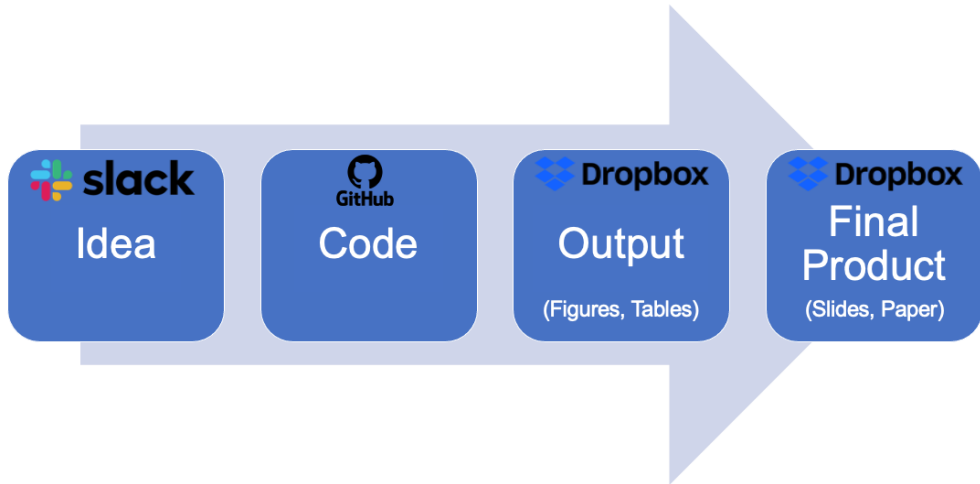 slack
Idea
GitHub
Code
Dropbox
Output
(Figures, Tables)
Dropbox
Final
Product
(Slides, Paper)